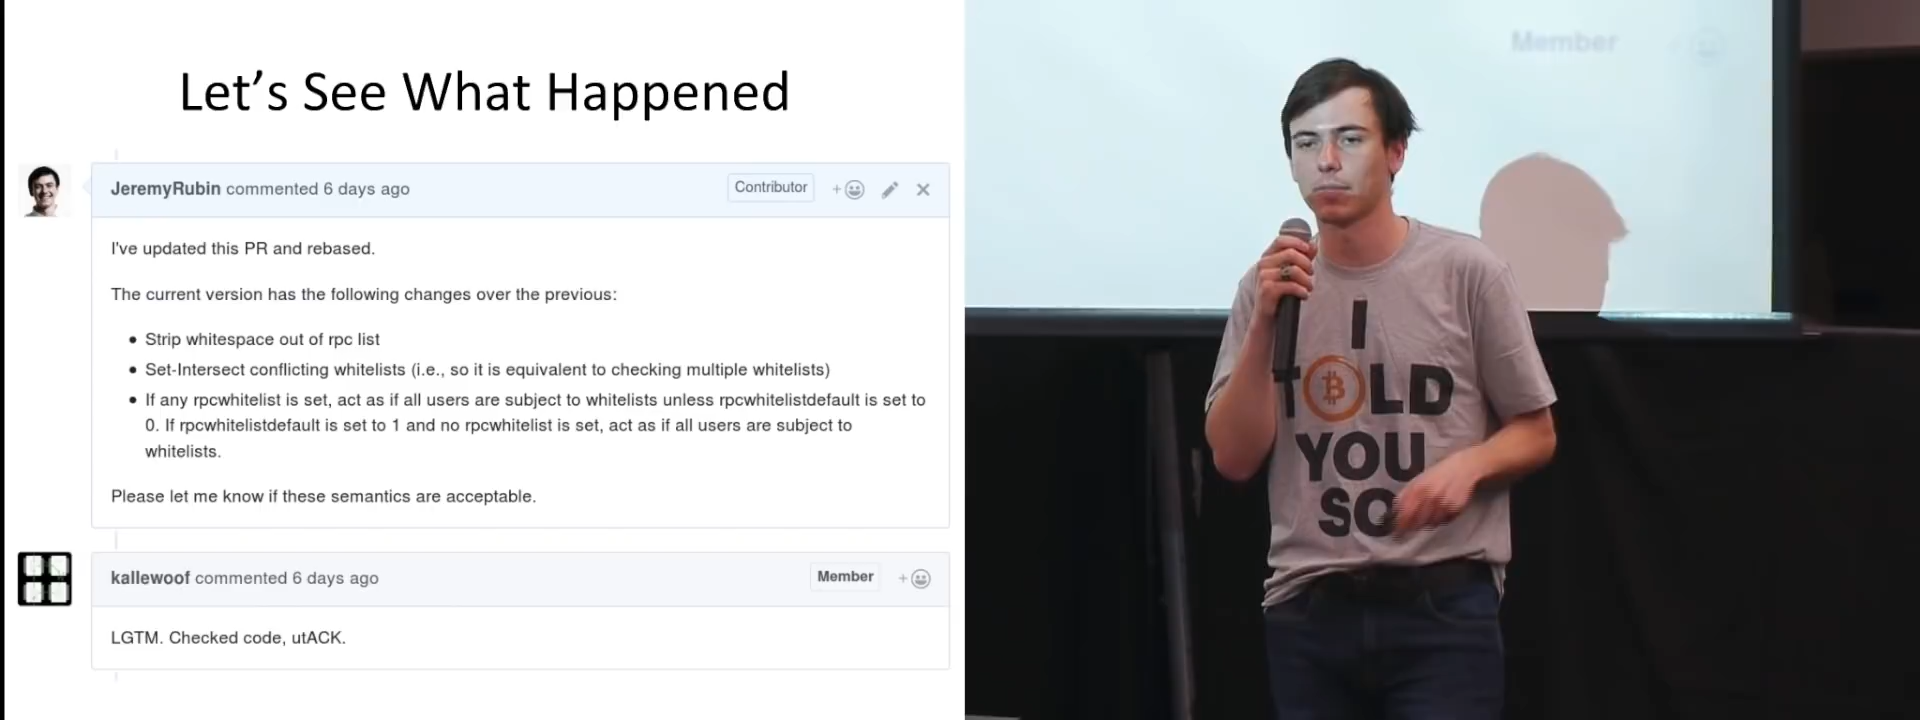 Let's See What Happened
JeremyRubin commented 6 days ago
Contributor
I've updated this PR and rebased.
The current version has the following changes over the previous:
Strip whitespace out of rpc list
Set-Intersect conflicting whitelists (i.e., so it is equivalent to checking multiple whitelists)
If any rpcwhitelist is set, act as if all users are subject to whitelists unless rpcwhitelistdefault is set to
0. If rpcwhitelistdefault is set to 1 and no rpcwhitelist is set, act as if all users are subject to
whitelists.
Please let me know if these semantics are acceptable.
kallewoof commented 6 days ago
Member
LGTM. Checked code, utACK.
Member
I
TOLD
YOU
SO